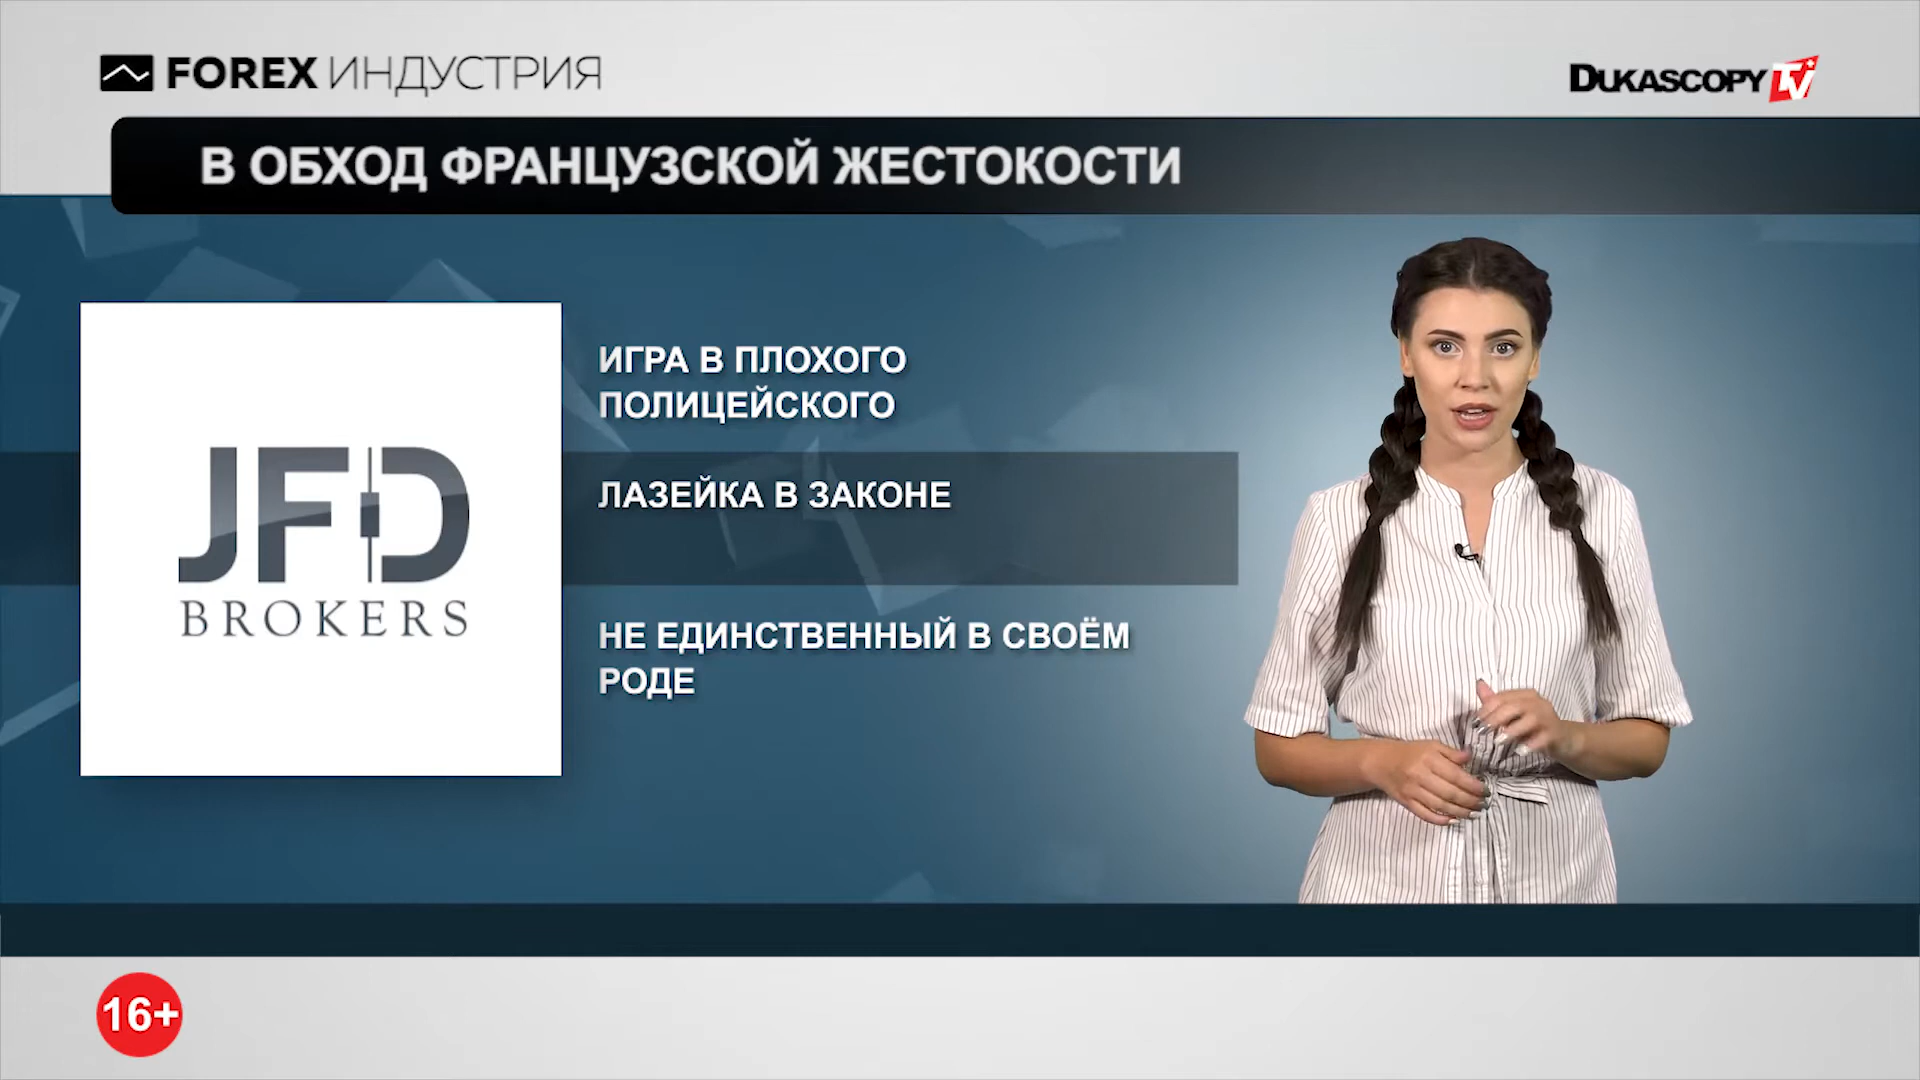 FOREX ИНДУСТРИЯ
DUKASCOPY TV
В ОБХОД ФРАНЦУЗСКОЙ ЖЕСТОКОСТИ
ИГРА В ПЛОХОГО
ПОЛИЦЕЙСКОГО
ЛАЗЕЙКА В ЗАКОНЕ
НЕ ЕДИНСТВЕННЫЙ В СВОЁМ
РОДЕ
JFD
BROKERS
16+